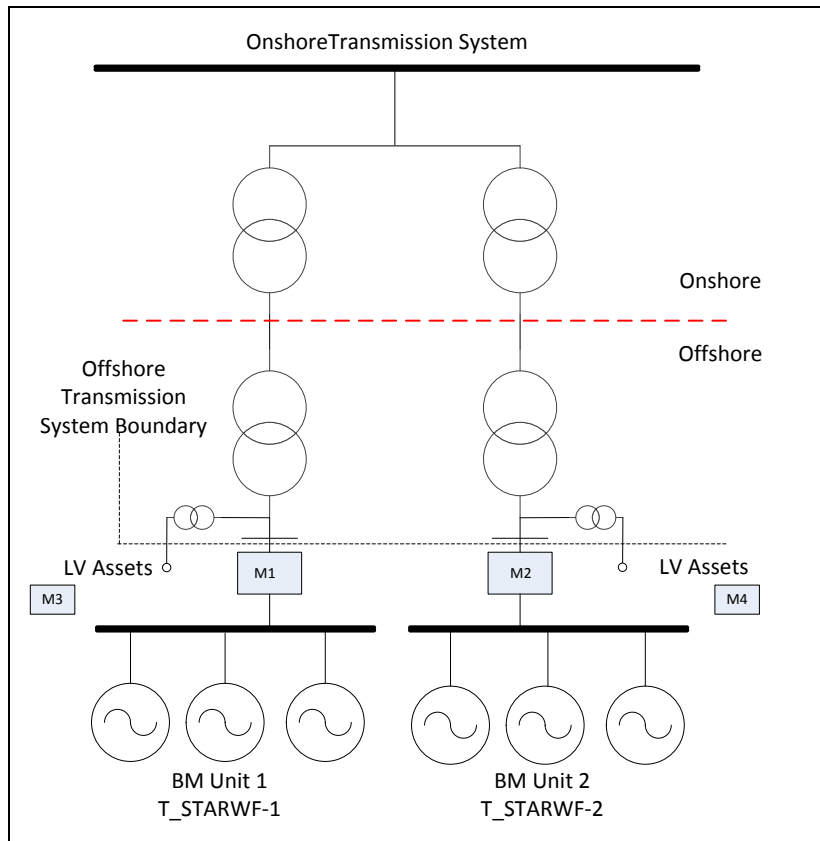 OnshoreTransmission System
Onshore
Offshore
Offshore
Transmission
System Boundary
LV Assets
M1
M2
LV Assets
M3
M4
BM Unit 1
T_STARWF-1
BM Unit 2
T_STARWF-2